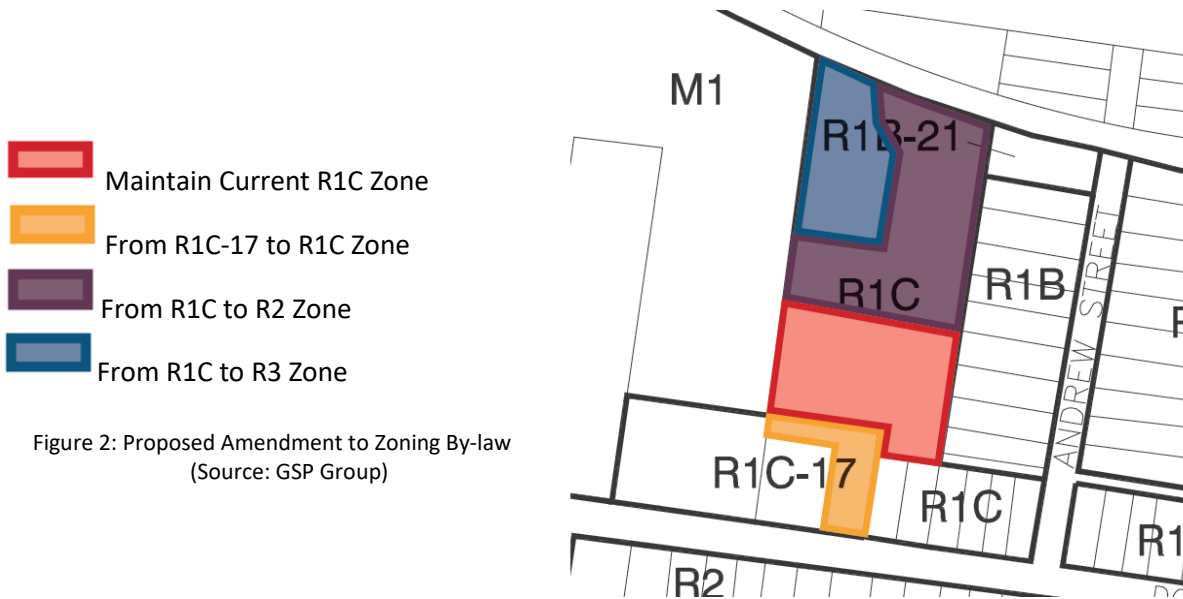 Maintain Current R1C Zone
From R1C-17 to R1C Zone
From R1C to R2 Zone
From R1C to R3 Zone
Figure 2: Proposed Amendment to Zoning By-law
(Source: GSP Group)
M1
R1B-21
R1C
R1B
ANDREW STREET
R1C-17
R1C
R2